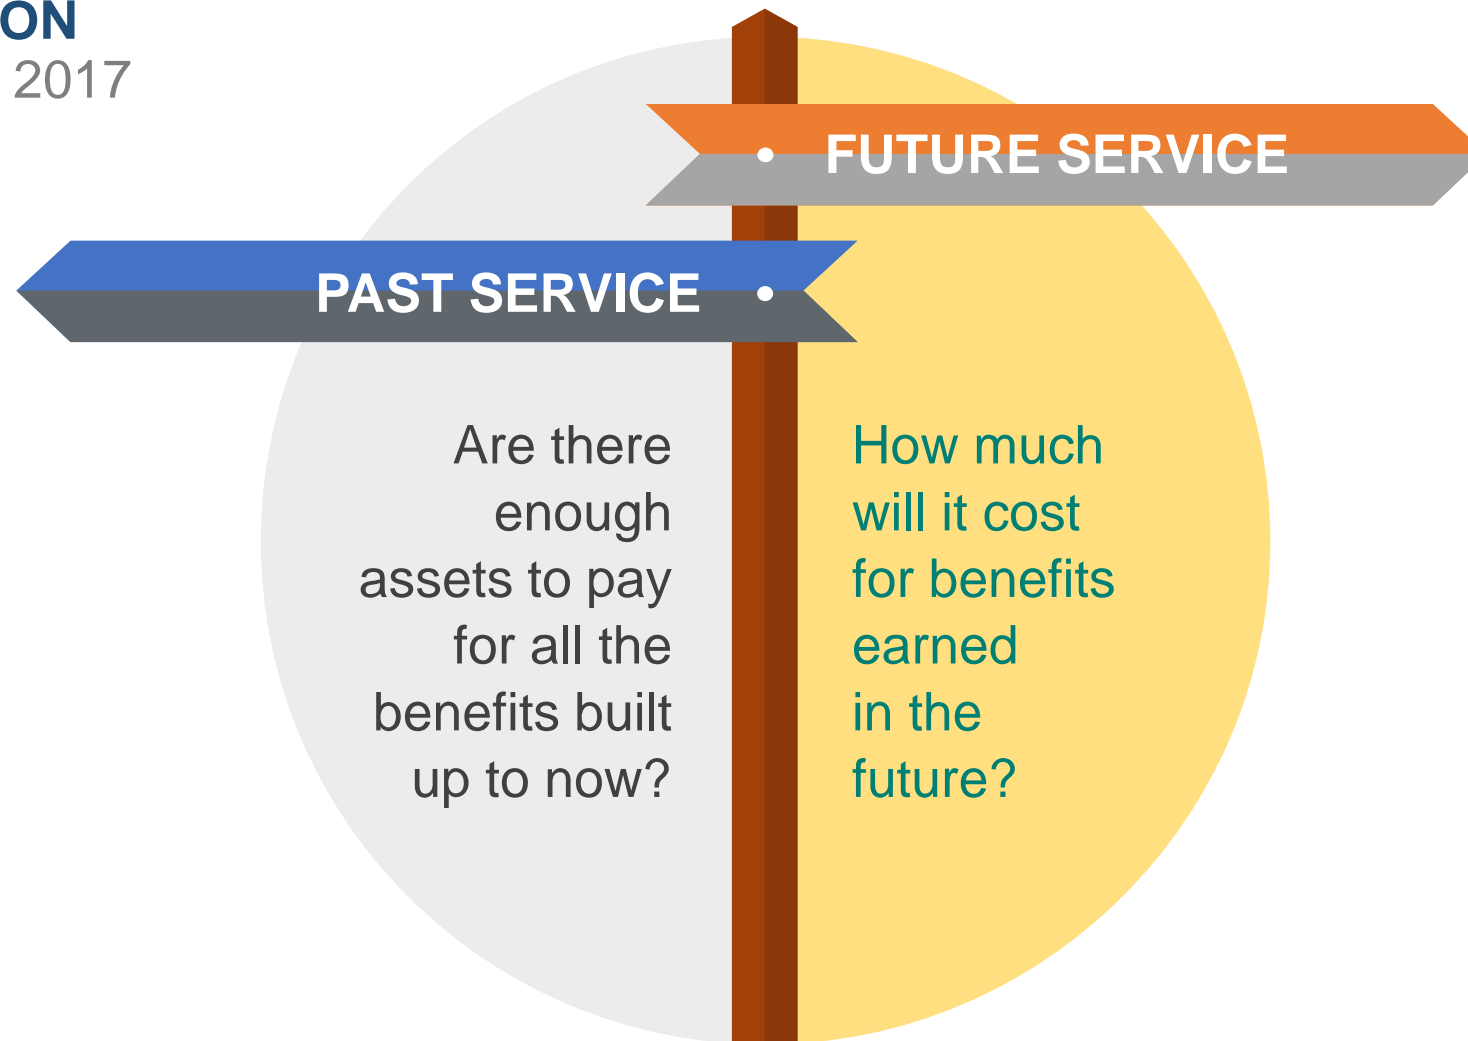 ON
2017
FUTURE SERVICE
PAST SERVICE
Are there
enough
assets to pay
for all the
benefits built
up to now?
How much
will it cost
for benefits
earned
in the
future?